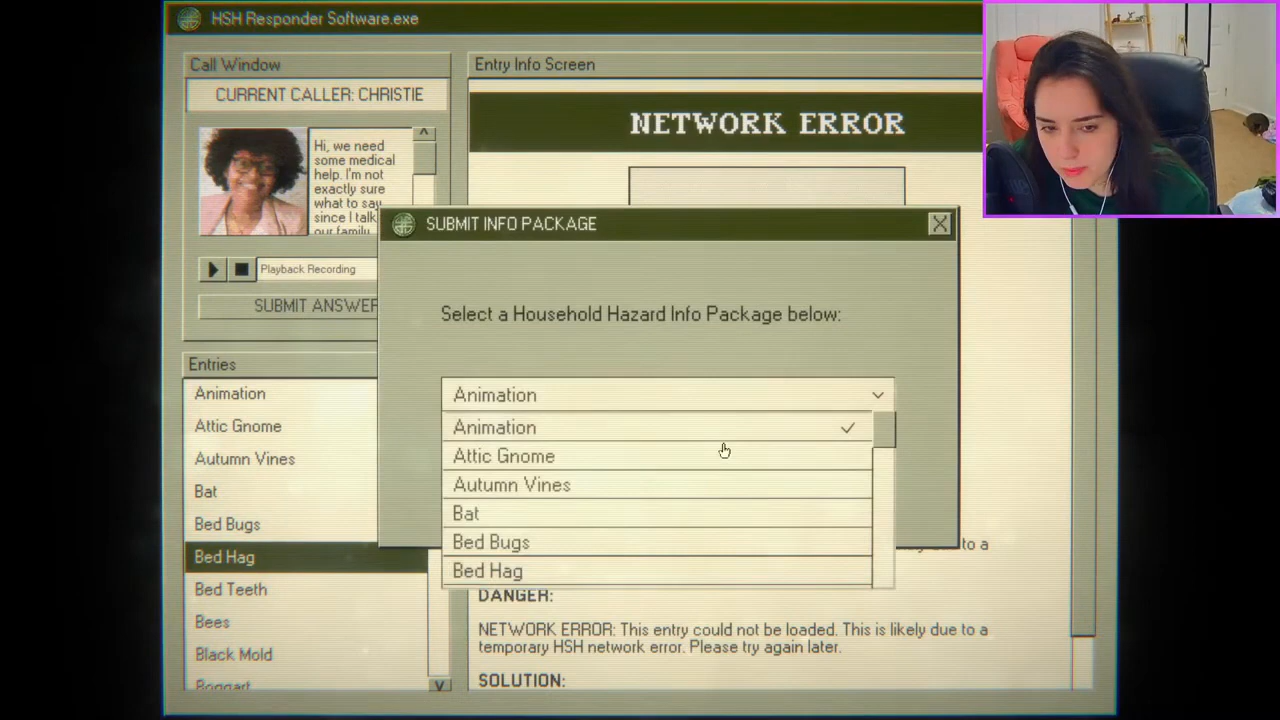 HSH Responder Software.exe
Call Window
CURRENT CALLER: CHRISTIE
Hi, we need
some medical
help. I'm not
exactly sure
what to say
since I talk
our family
Playback Recording
SUBMIT ANSWER
Entries
Animation
Attic Gnome
Autumn Vines
Bat
Bed Bugs
Bed Hag
Bed Teeth
Bees
Black Mold
Boggart
Entry Info Screen
NETWORK ERROR
SUBMIT INFO PACKAGE
Select a Household Hazard Info Package below:
Animation
Animation
Attic Gnome
Autumn Vines
Bat
Bed Bugs
Bed Hag
to a
DANGER:
NETWORK ERROR: This entry could not be loaded. This is likely due to a
temporary HSH network error. Please try again later.
SOLUTION: